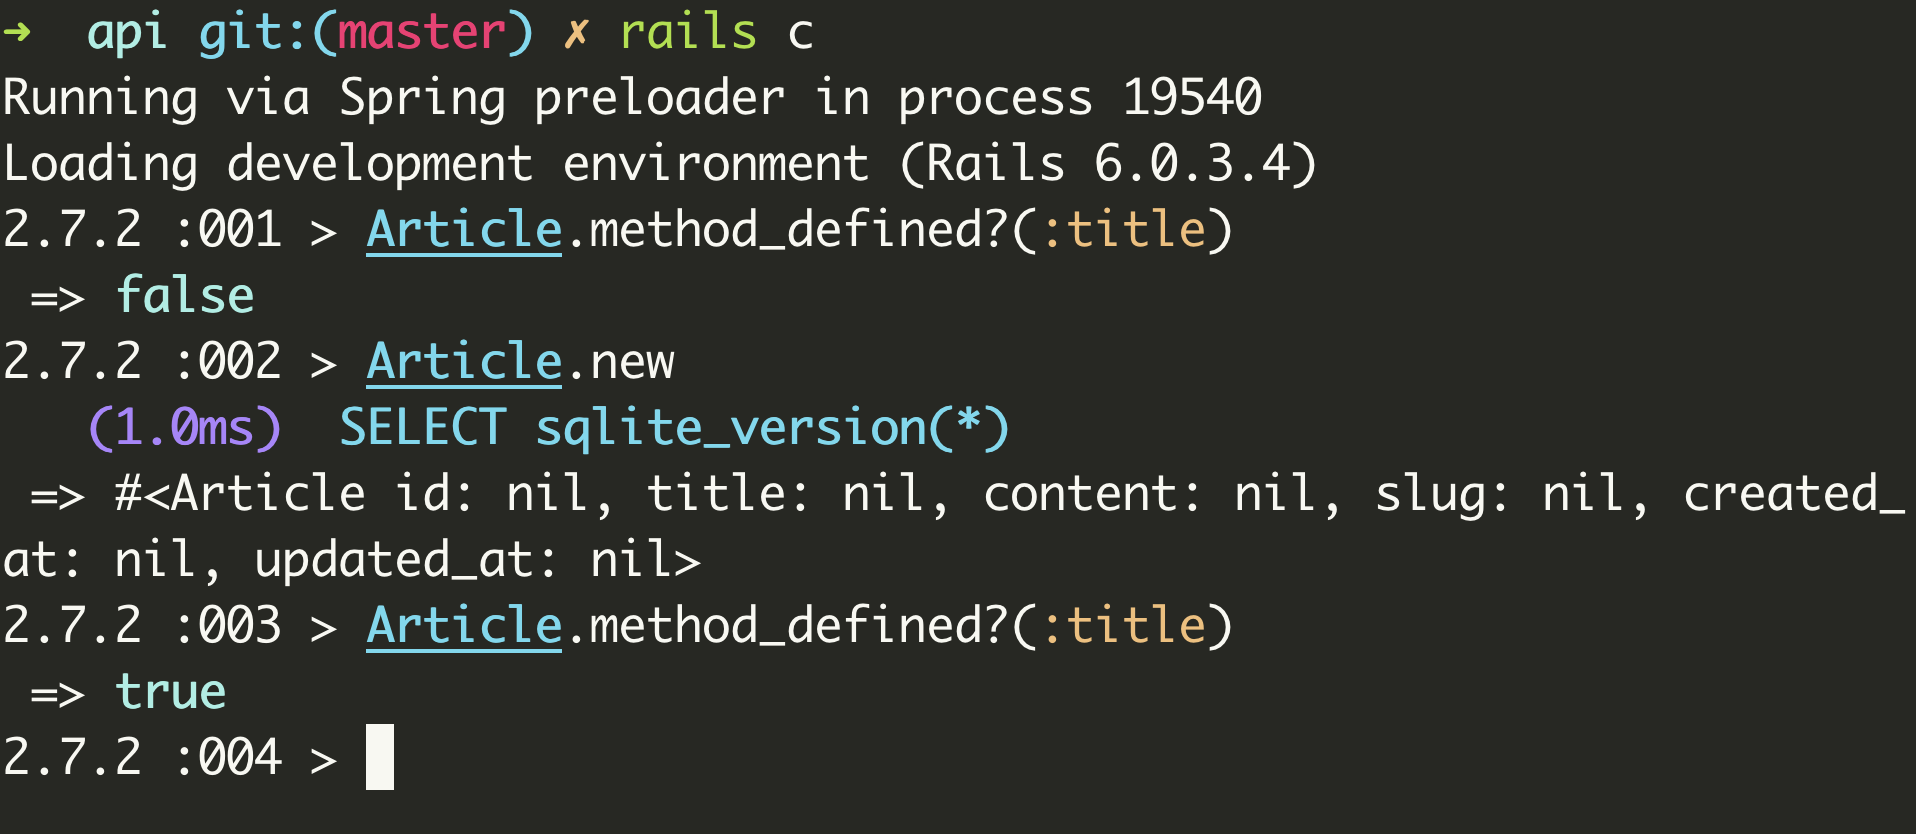 ➜  api git:(master) ✗ rails c
Running via Spring preloader in process 19540
Loading development environment (Rails 6.0.3.4)
2.7.2 :001 > Article.method_defined?(:title)
 => false
2.7.2 :002 > Article.new
   (1.0ms)  SELECT sqlite_version(*)
 => #<Article id: nil, title: nil, content: nil, slug: nil, created_
at: nil, updated_at: nil>
2.7.2 :003 > Article.method_defined?(:title)
 => true
2.7.2 :004 >